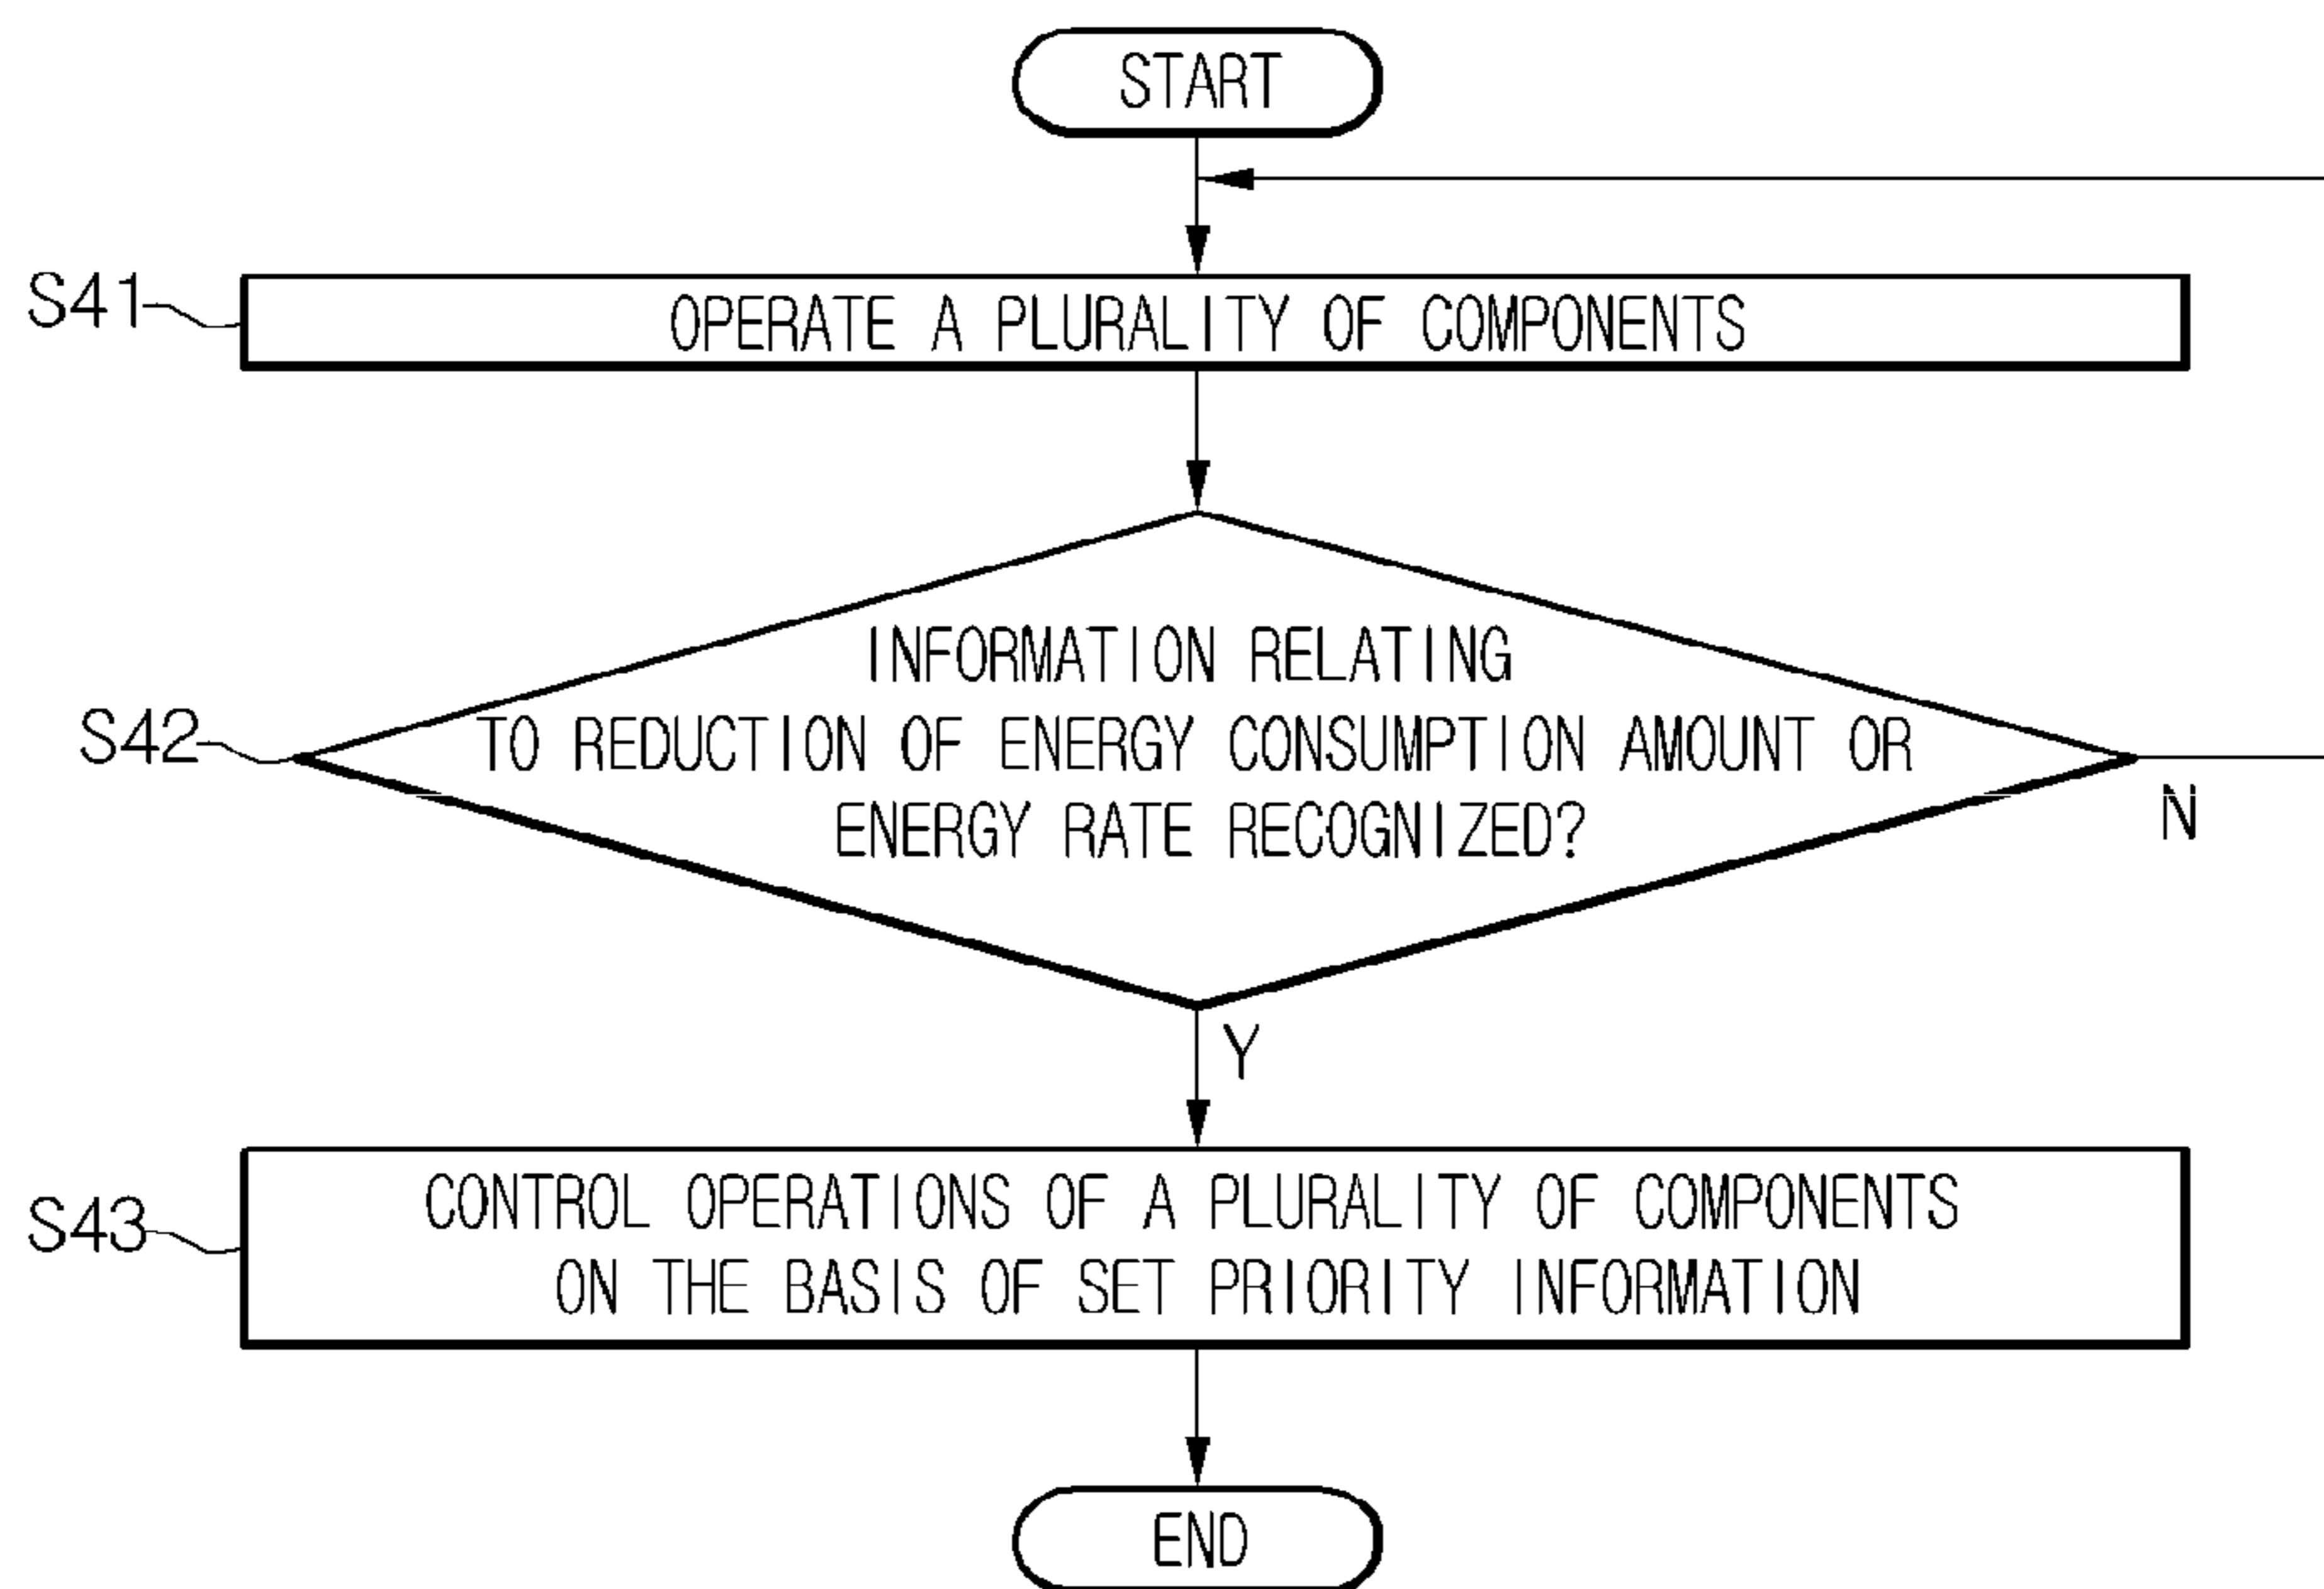 START
S41
OPERATE A PLURALITY OF COMPONENTS
S42
INFORMATION RELATING
TO REDUCTION OF ENERGY CONSUMPTION AMOUNT OR
ENERGY RATE RECOGNIZED?
N
Y
S43
CONTROL OPERATIONS OF A PLURALITY OF COMPONENTS
ON THE BASIS OF SET PRIORITY INFORMATION
END